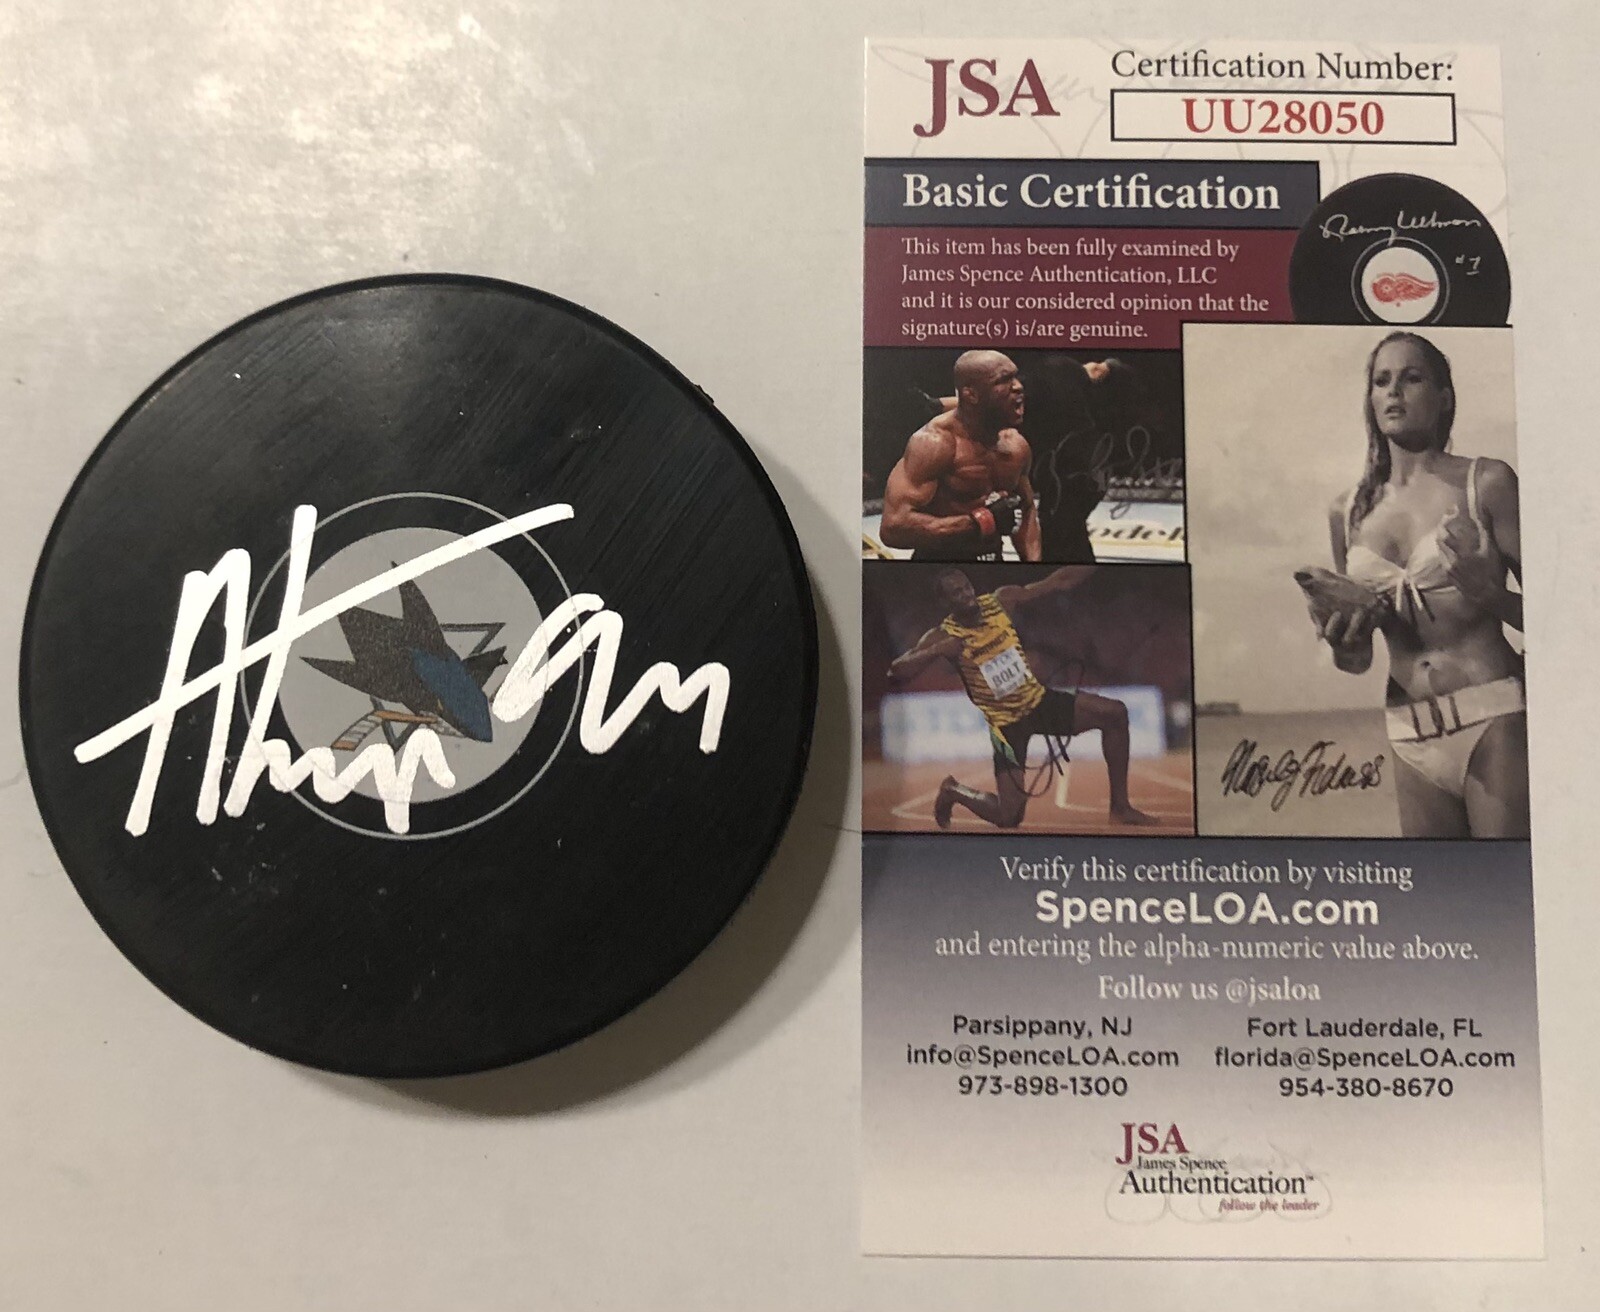 JSA
Certification Number:
UU28050
Basic Certification
This item has been fully examined by
James Spence Authentication, LLC
and it is our considered opinion that the
signature(s) is/are genuine.
#7
BOLT
Verify this certification by visiting
SpenceLOA.com
and entering the alpha-numeric value above.
Follow us @jsaloa
Parsippany, NJ
info@SpenceLOA.com
973-898-1300
Fort Lauderdale, FL
florida@SpenceLOA.com
954-380-8670
JSA
James Spence
Authentication™
follow the leader